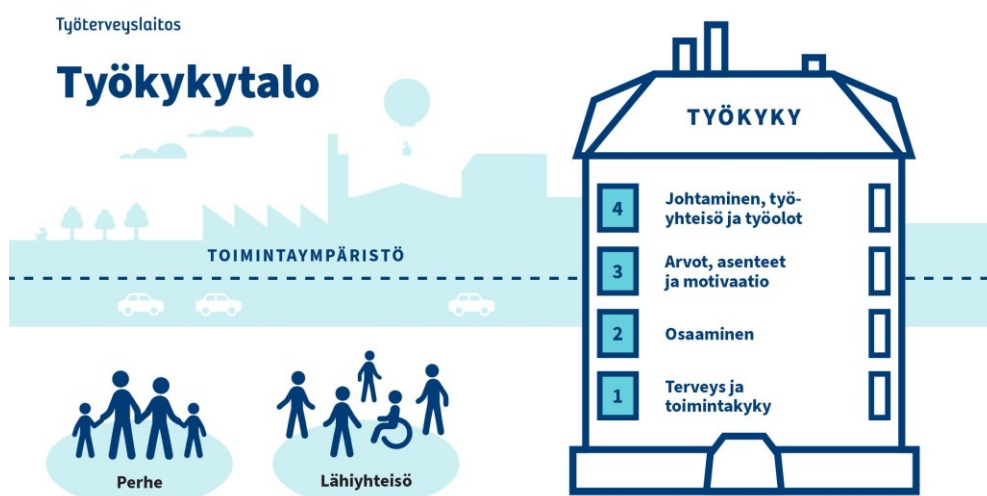 Työterveyslaitos
Työkykytalo
TYÖKYKY
4
Johtaminen, työ-
yhteisö ja työolot
3
Arvot, asenteet
ja motivaatio
2
Osaaminen
1
Terveys ja
toimintakyky
TOIMINTAYMPÄRISTÖ
Perhe
Lähiyhteisö